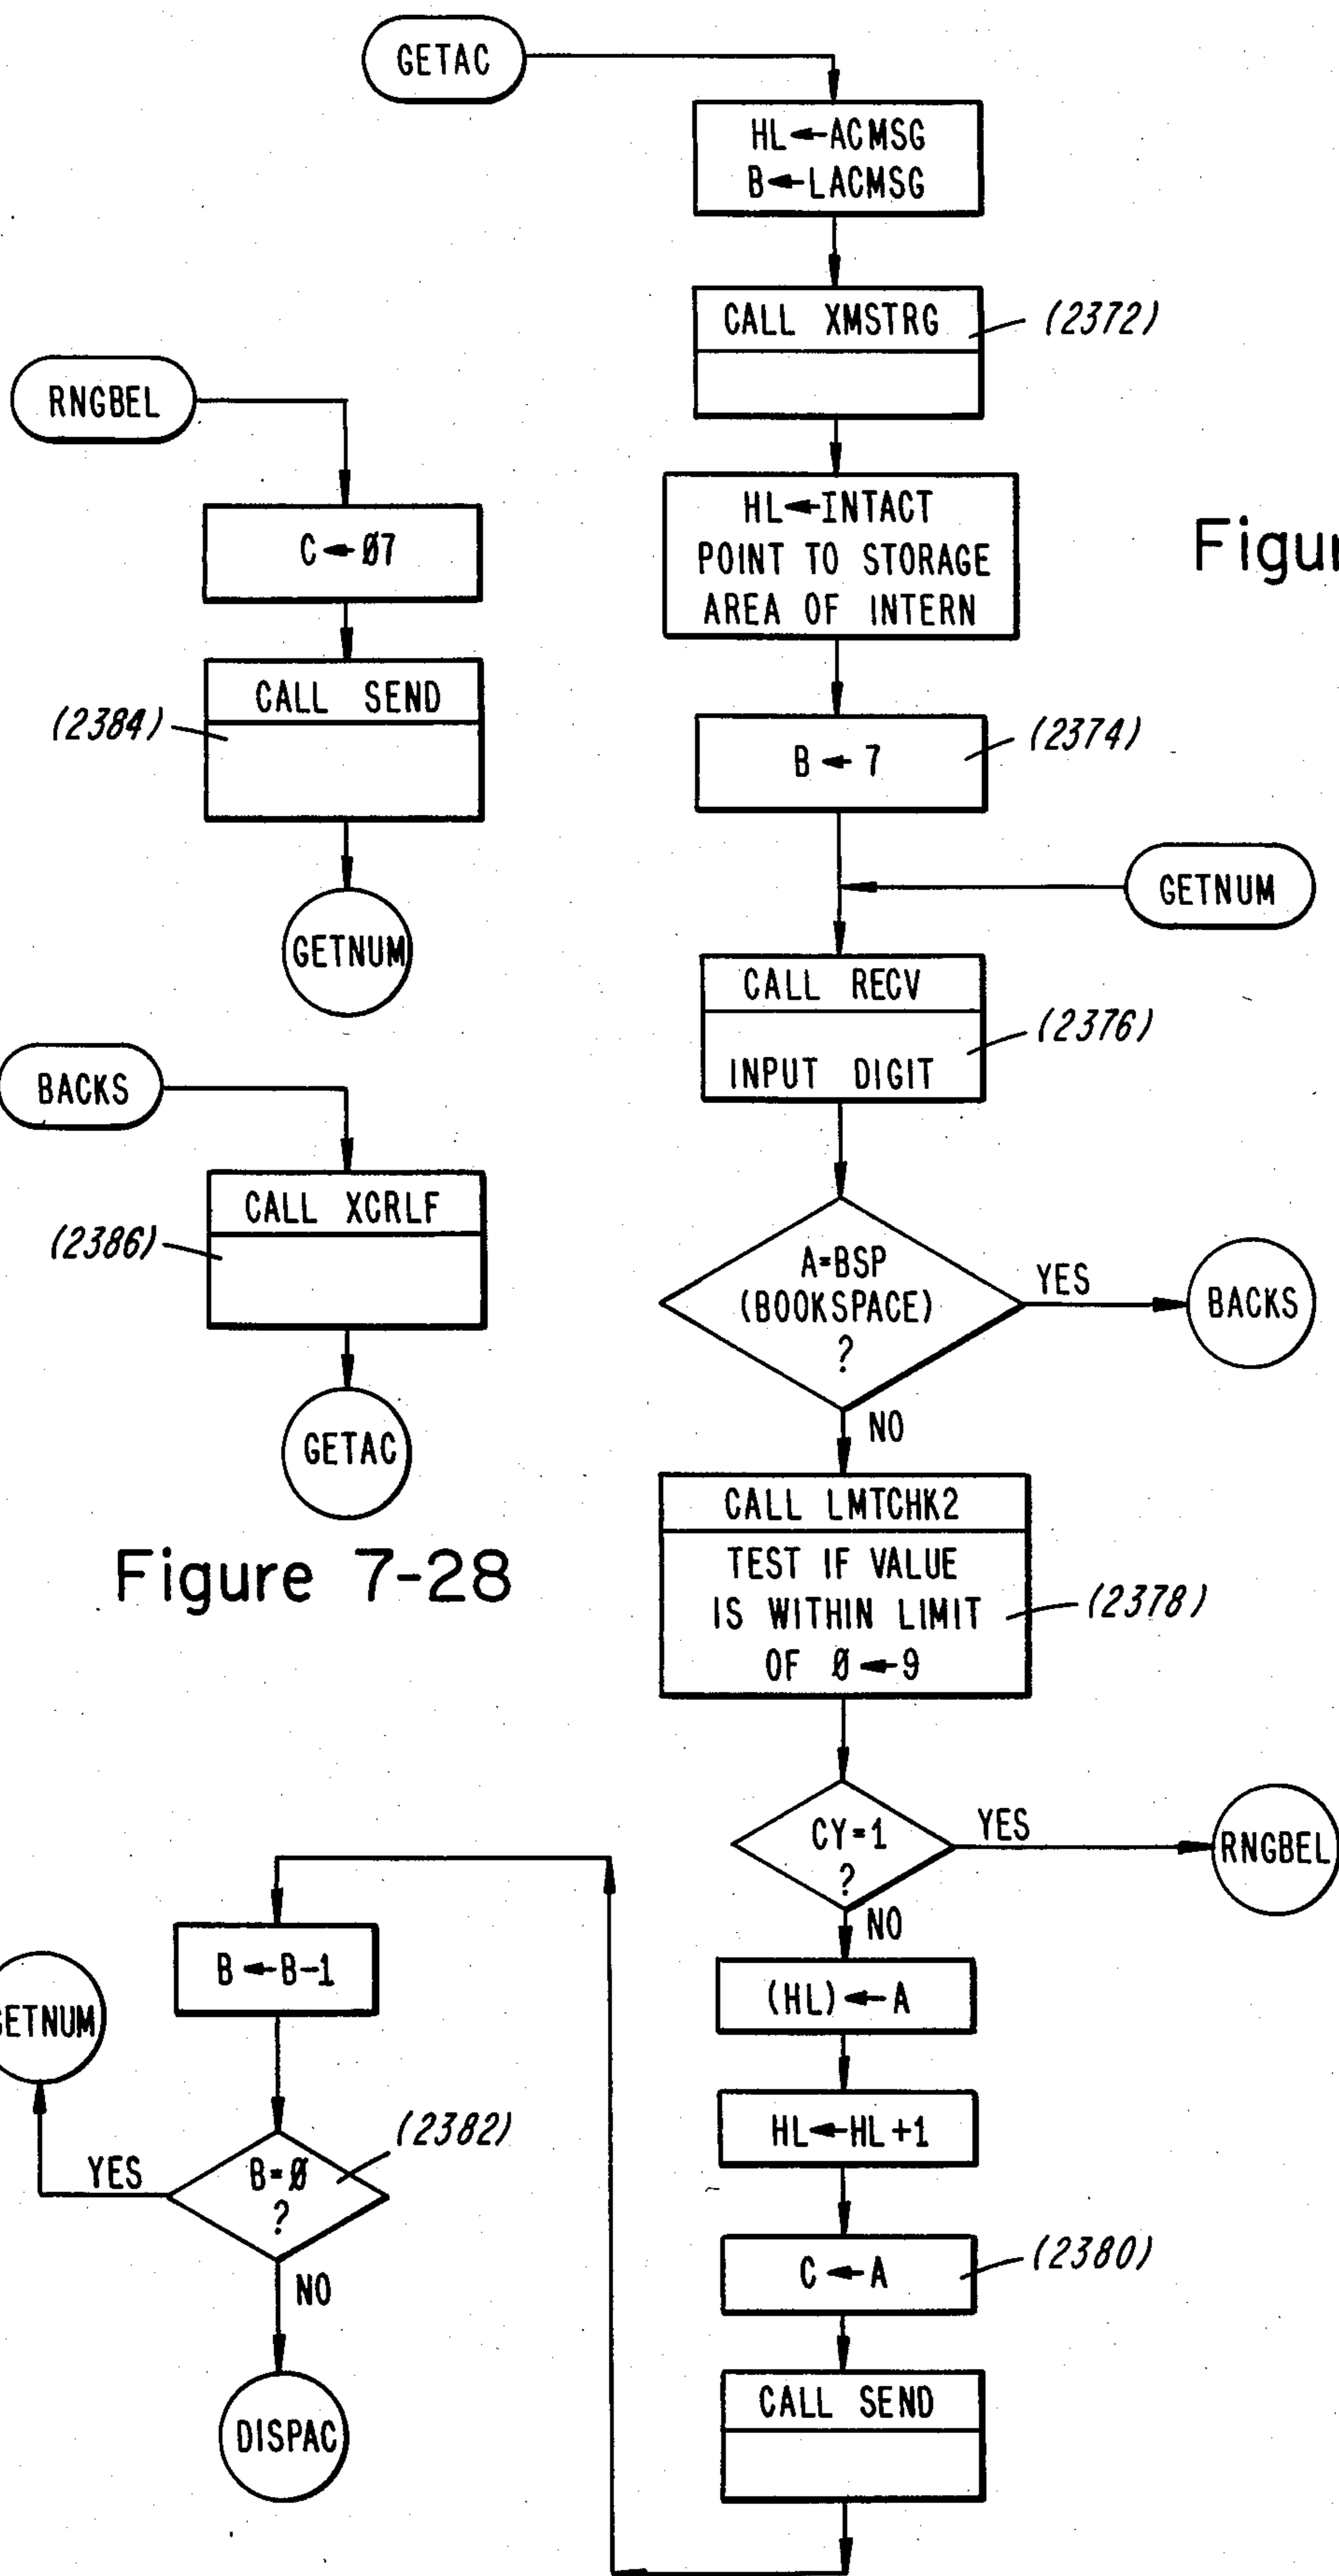 GETAC
HL←ACMSG
B←LACMSG
CALL XMSTRG
(2372)
HL←INTACT
POINT TO STORAGE
AREA OF INTERN
B←7
(2374)
GETNUM
CALL RECV
INPUT DIGIT
(2376)
A=BSP
(BOOKSPACE)
?
YES
BACKS
NO
CALL LMTCHK2
TEST IF VALUE
IS WITHIN LIMIT
OF Ø←9
(2378)
CY=1
?
YES
RNGBEL
NO
(HL)←A
HL←HL+1
C←A
(2380)
CALL SEND
RNGBEL
C←Ø7
CALL SEND
(2384)
GETNUM
BACKS
CALL XCRLF
(2386)
GETAC
Figure 7-28
Figur
B←B-1
B=Ø
?
(2382)
YES
GETNUM
NO
DISPAC